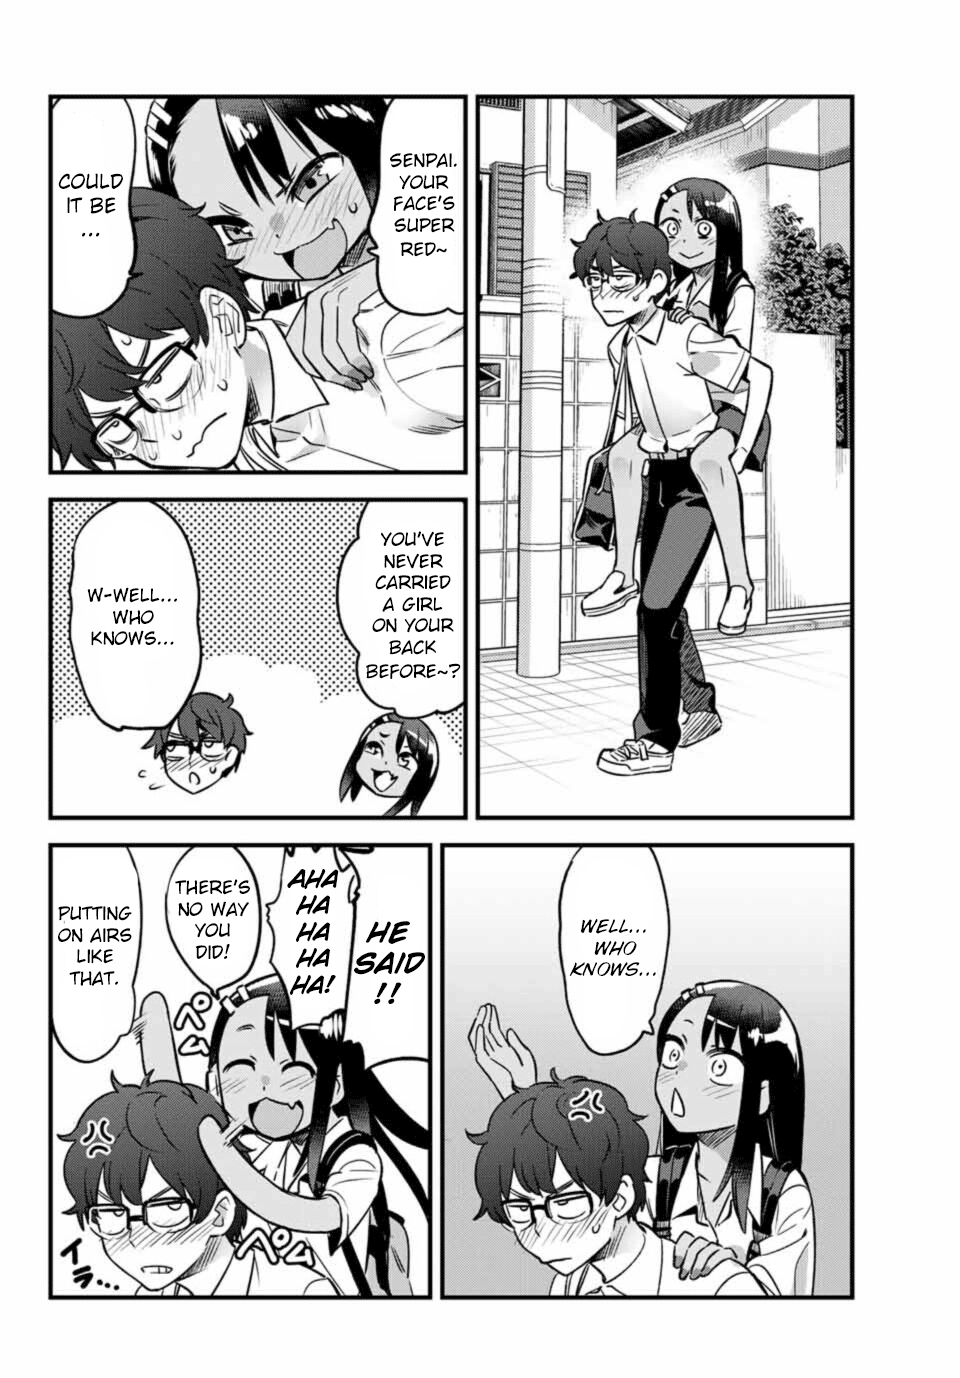 SENPAI.
YOUR
FACE'S
SUPER
RED~
COULD
IT BE
...
YOU'VE
NEVER
CARRIED
A GIRL
ON YOUR
BACK
BEFORE~?
W-WELL...
WHO
KNOWS...
WELL...
WHO
KNOWS...
HE
SAID
!!
AHA
HA
HA
HA
HA!
THERE'S
NO WAY
YOU
DID!
PUTTING
ON AIRS
LIKE
THAT.
ペム
ペム
イラ...